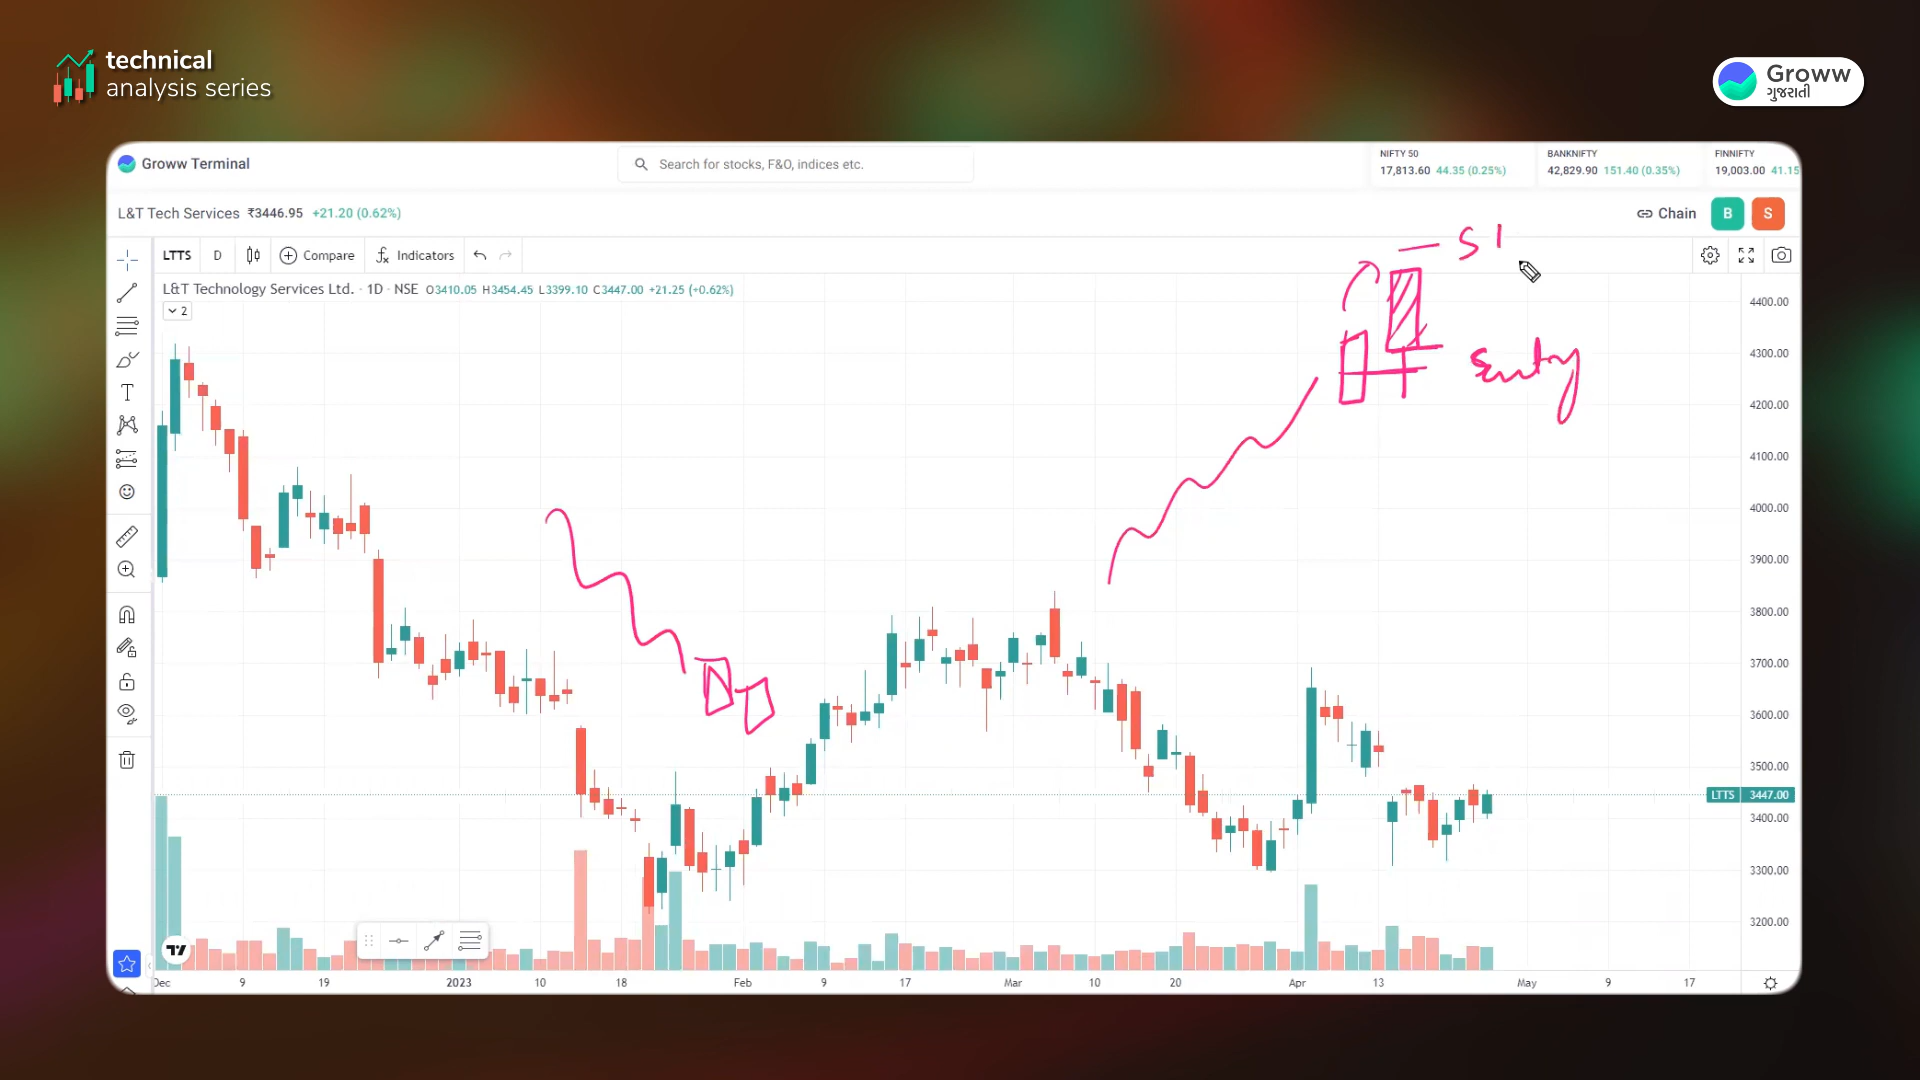 technical
analysis series
Groww
ગુજરાતી
Groww Terminal
Search for stocks, F&O, indices etc.
NIFTY 50
17,813.60 44.35 (0.25%)
BANKNIFTY
42,829.90 151.40 (0.35%)
FINNIFTY
19,003.00 41.15
L&T Tech Services ₹3446.95 +21.20 (0.62%)
Chain
B
S
LTTS D Compare Indicators
L&T Technology Services Ltd. · 1D · NSE O3410.05 H3454.45 L3399.10 C3447.00 +21.25 (+0.62%)
2
Entry
4400.00
4300.00
4200.00
4100.00
4000.00
3900.00
3800.00
3700.00
3600.00
3500.00
LTTS 3447.00
3400.00
3300.00
3200.00
Dec 9 19 2023 10 18 Feb 9 17 Mar 10 20 Apr 13 May 9 17